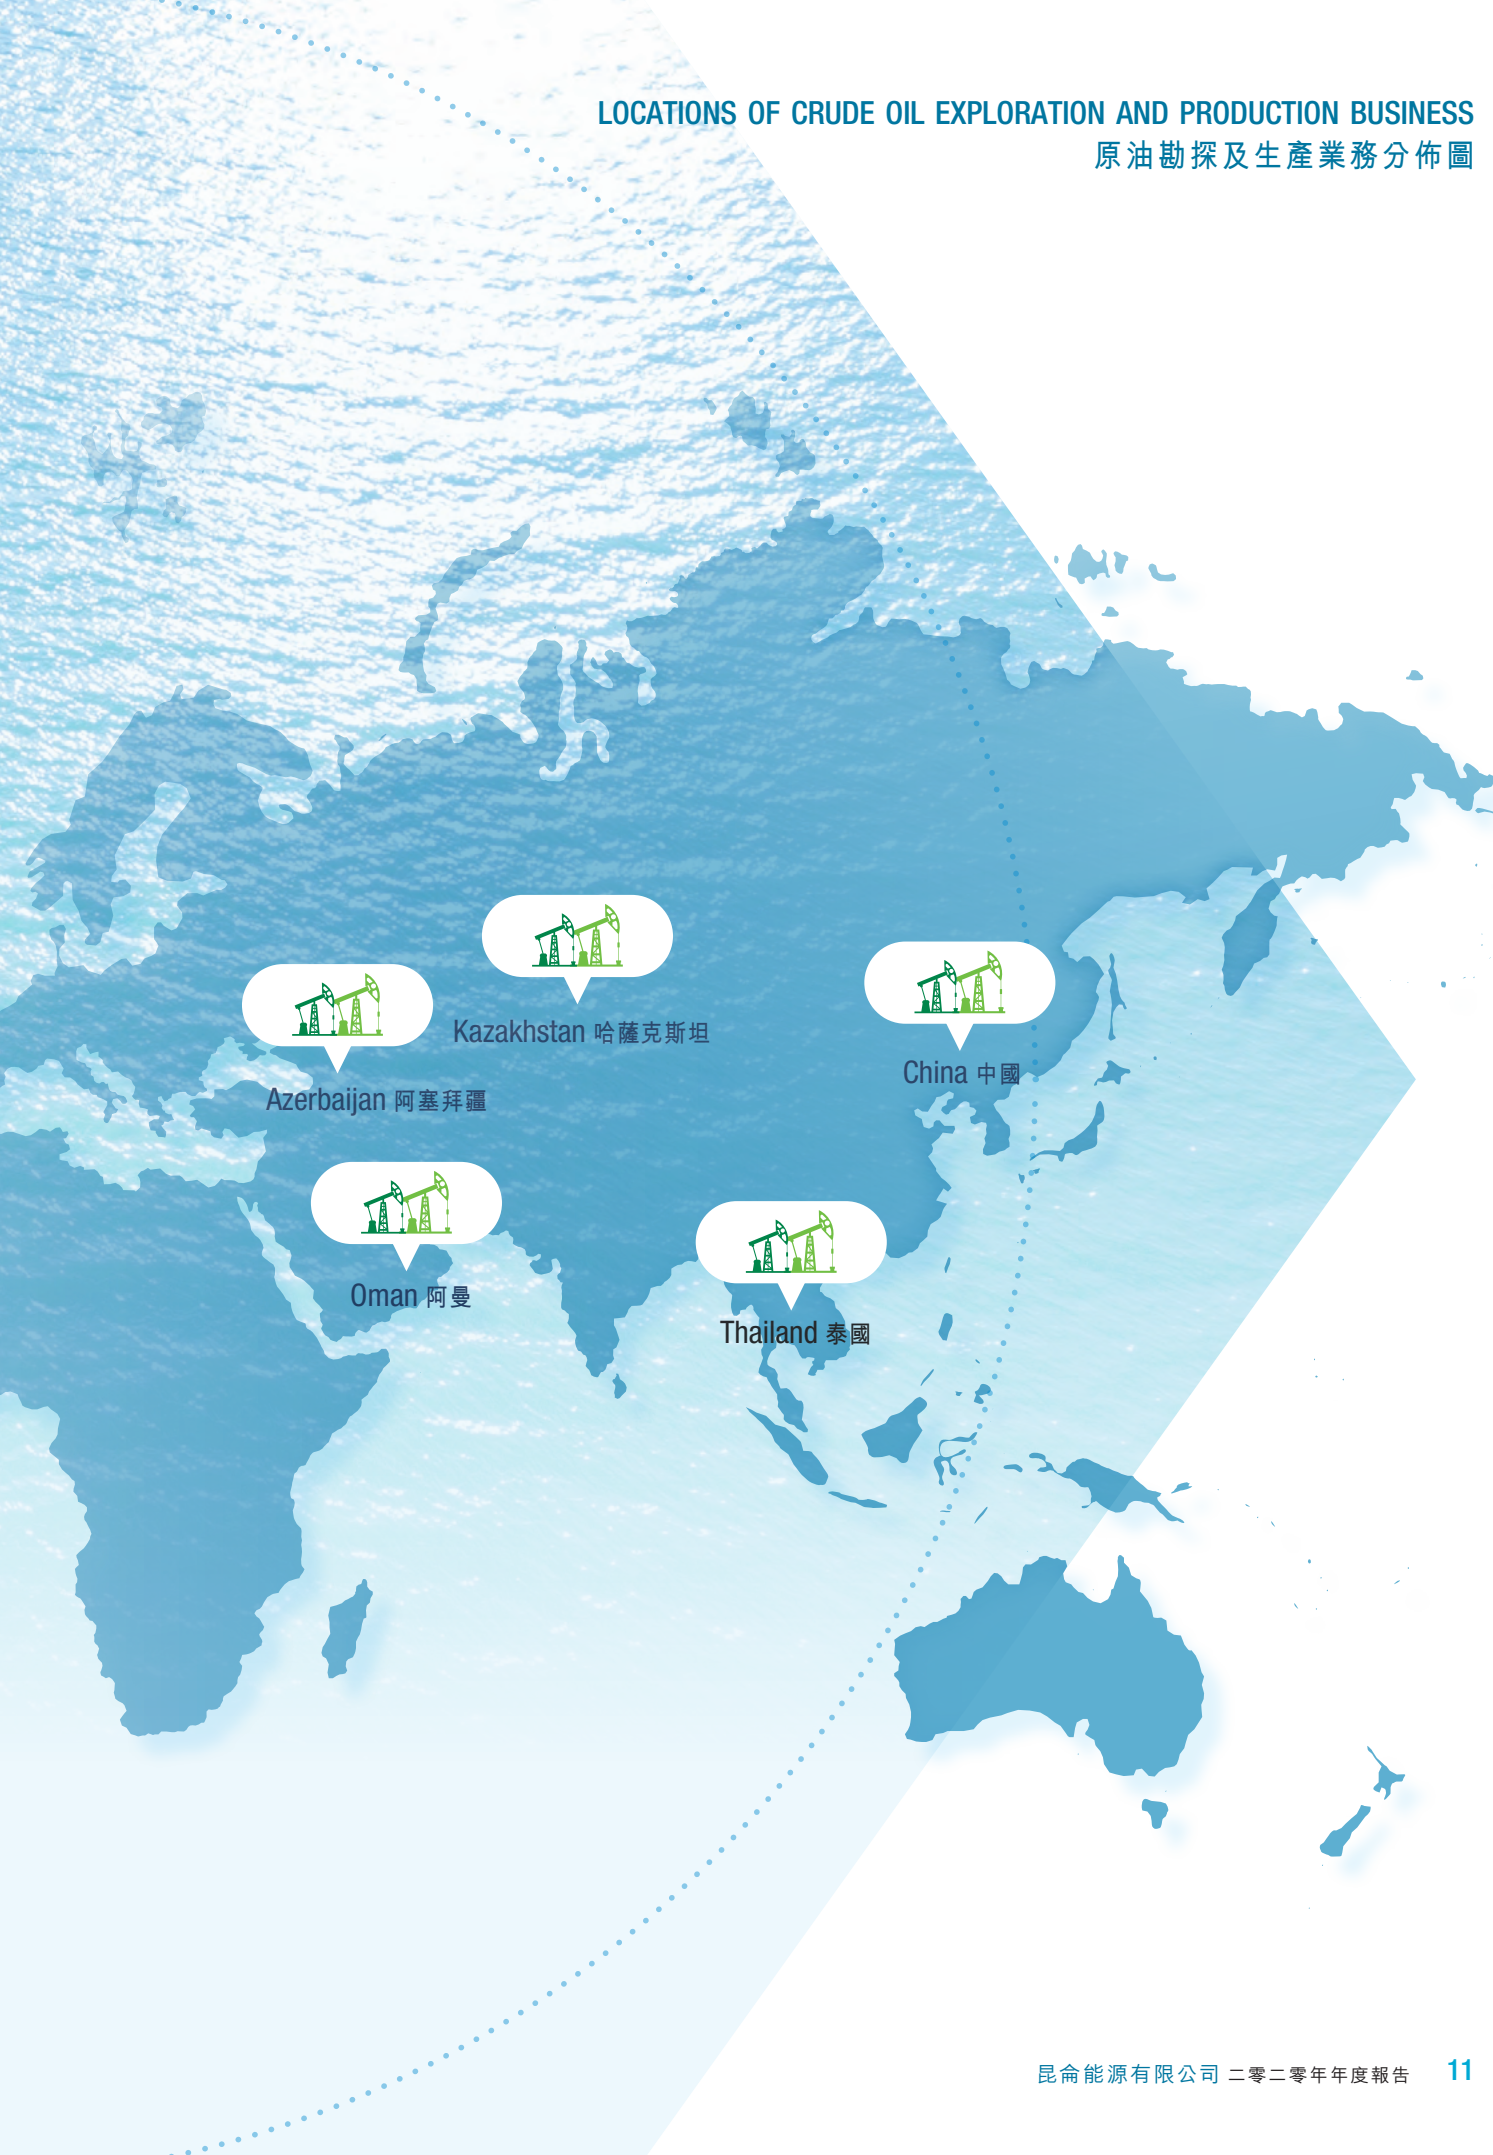 LOCATIONS OF CRUDE OIL EXPLORATION AND PRODUCTION BUSINESS
原油勘探及生產業務分佈圖
Kazakhstan 哈薩克斯坦
China 中國
Azerbaijan 阿塞拜疆
Oman 阿曼
Thailand 泰國
昆侖能源有限公司 二零二零年年度報告 11